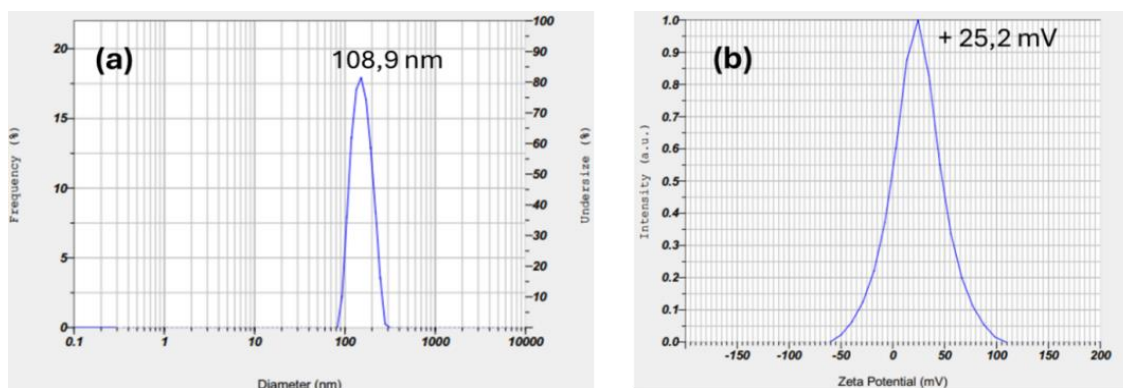 (a)
108,9 nm
Frequency (%)
20
15
10
5
0
Undersize (%)
100
90
80
70
60
50
40
30
20
10
0.1 1 10 100 1000 10000
Diameter (nm)
(b)
+ 25,2 mV
Intensity (a.u.)
1.0
0.9
0.8
0.7
0.6
0.5
0.4
0.3
0.2
0.1
0.0
-150 -100 -50 0 50 100 150 200
Zeta Potential (mV)